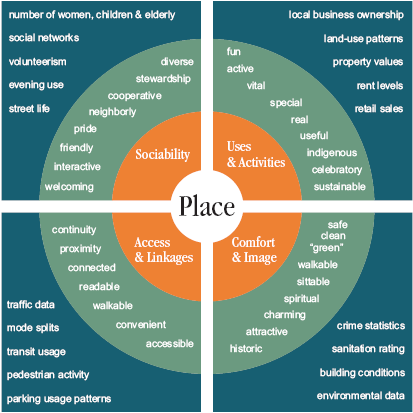 number of women, children & elderly
social networks
volunteerism
evening use
street life
diverse
stewardship
cooperative
neighborly
pride
friendly
interactive
welcoming
Sociability
local business ownership
land-use patterns
property values
rent levels
retail sales
fun
active
vital
special
real
useful
indigenous
celebratory
sustainable
Uses
& Activities
Place
Access
& Linkages
continuity
proximity
connected
readable
walkable
convenient
accessible
traffic data
mode splits
transit usage
pedestrian activity
parking usage patterns
Comfort
& Image
safe
clean
“green”
walkable
sittable
spiritual
charming
attractive
historic
crime statistics
sanitation rating
building conditions
environmental data